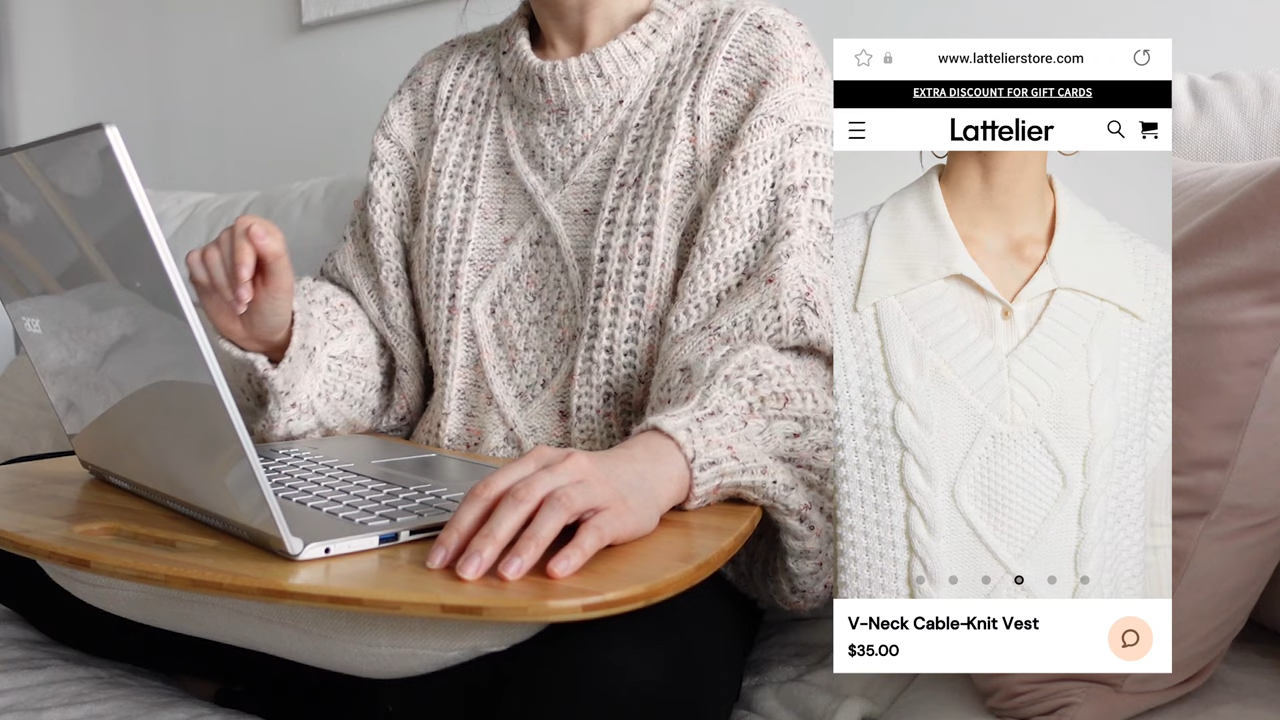 acer
www.lattelierstore.com
EXTRA DISCOUNT FOR GIFT CARDS
Lattelier
V-Neck Cable-Knit Vest
$35.00